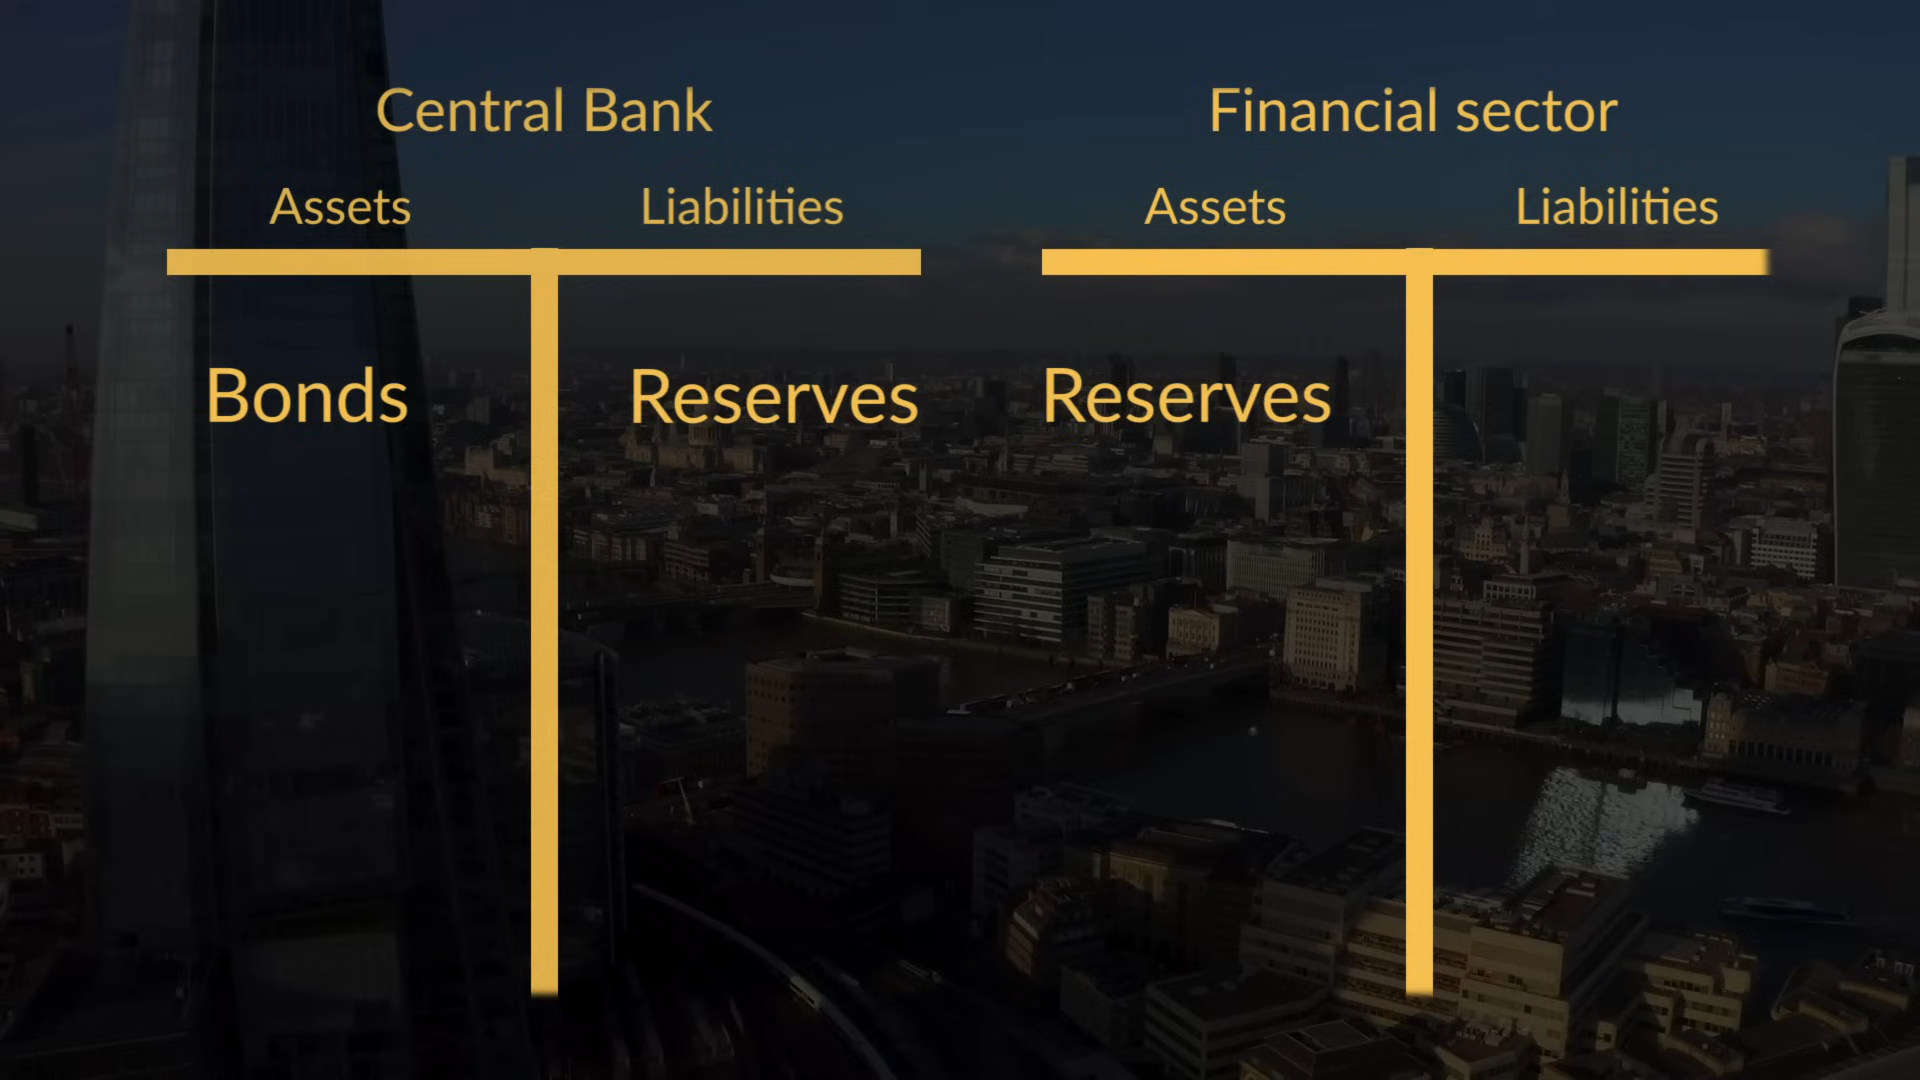 Central Bank
Assets
Liabilities
Bonds
Reserves
Financial sector
Assets
Liabilities
Reserves